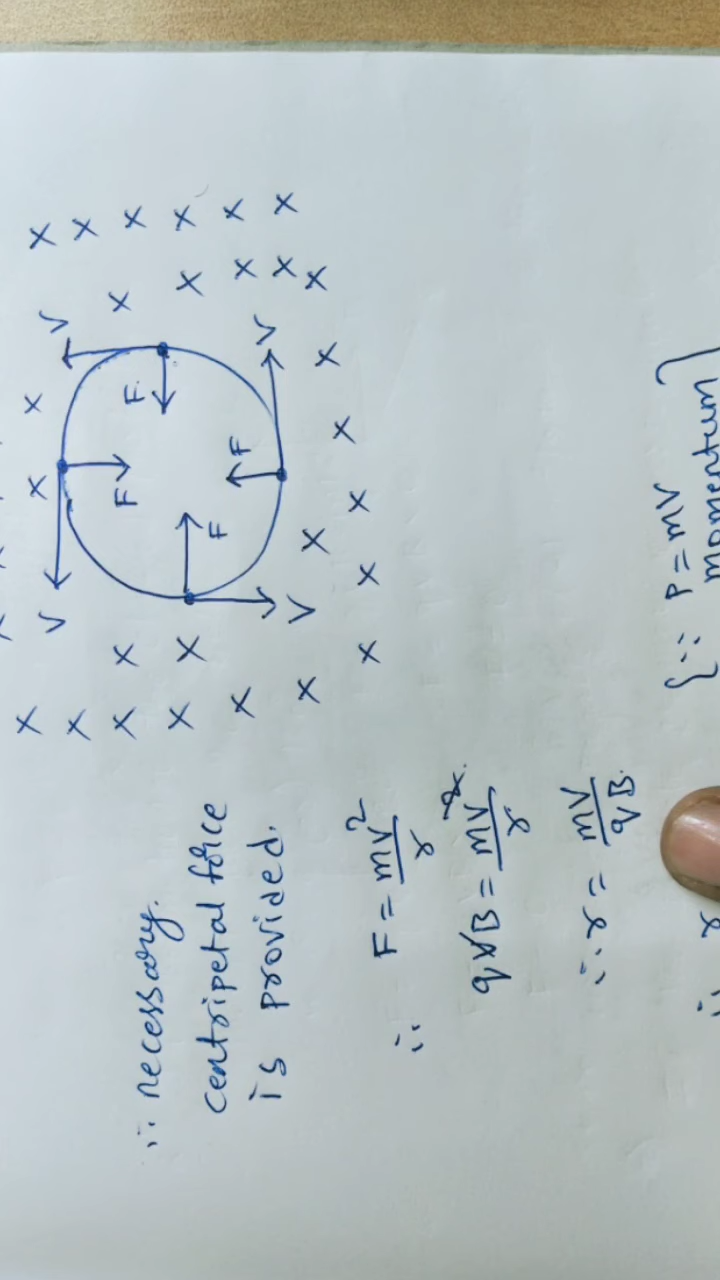 ∴ necessary.
centripetal force
is provided.
V
V
F
F
F
F
V
V
∴ F = mv²/r
qvB = mv²/r
∴ r = mv/qB.
{∵ P = mv
momentum}
∴ r